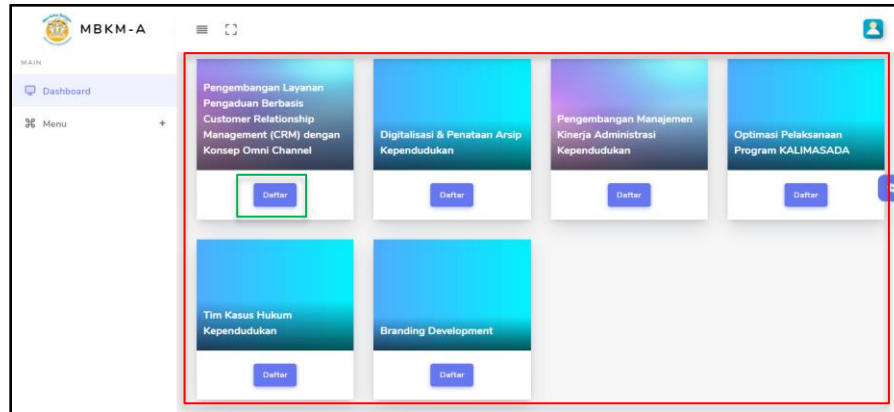 MBKM-A
MAIN
Dashboard
Menu +
Pengembangan Layanan
Pengaduan Berbasis
Customer Relationship
Management (CRM) dengan
Konsep Omni Channel
Daftar
Digitalisasi & Penataan Arsip
Kependudukan
Daftar
Pengembangan Manajemen
Kinerja Administrasi
Kependudukan
Daftar
Optimasi Pelaksanaan
Program KALIMASADA
Daftar
Tim Kasus Hukum
Kependudukan
Daftar
Branding Development
Daftar